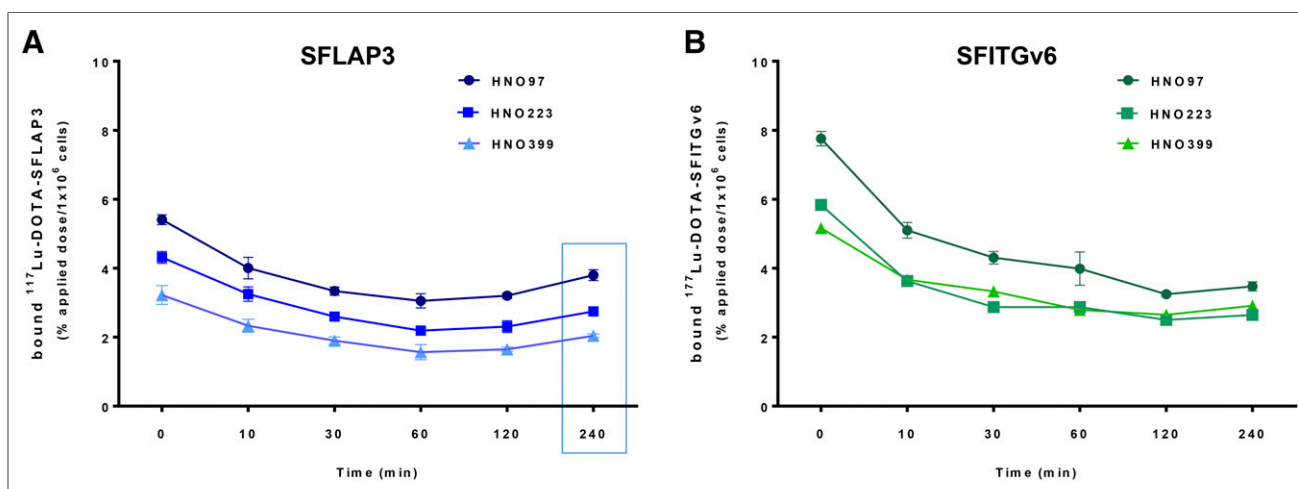 A
SFLAP3
10
8
6
4
2
0
bound ¹¹⁷Lu-DOTA-SFLAP3
(% applied dose/1x10⁶ cells)
HNO97
HNO223
HNO399
0 10 30 60 120 240
Time (min)
B
SFITGv6
10
8
6
4
2
0
bound ¹⁷⁷Lu-DOTA-SFITGv6
(% applied dose/1x10⁶ cells)
HNO97
HNO223
HNO399
0 10 30 60 120 240
Time (min)